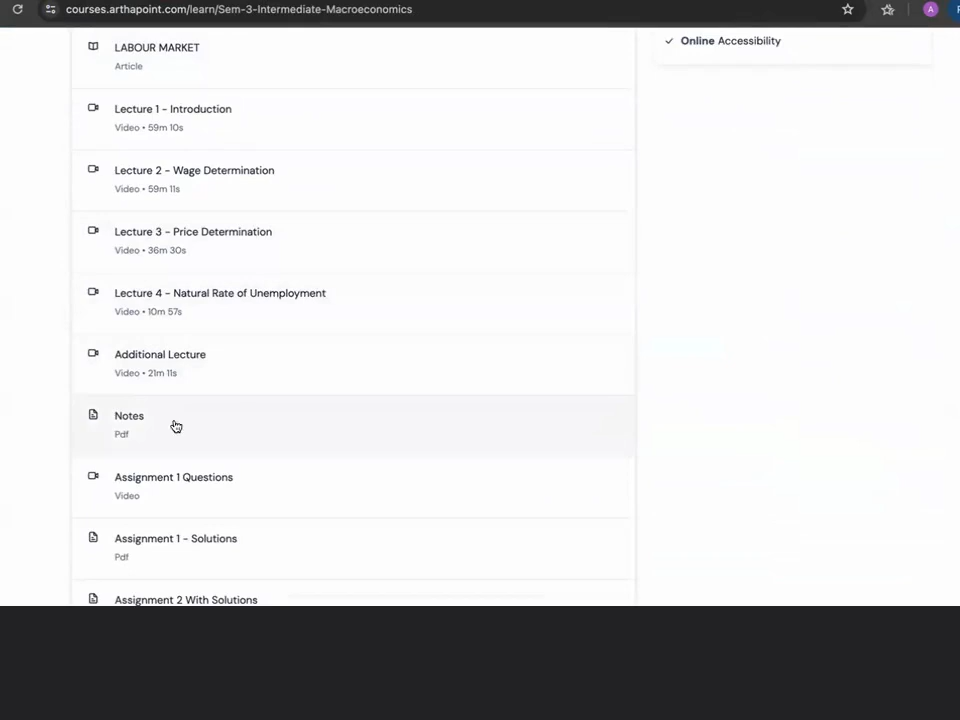 courses.arthapoint.com/learn/Sem-3-Intermediate-Macroeconomics
A
LABOUR MARKET
Article
Online Accessibility
Lecture 1 - Introduction
Video • 59m 10s
Lecture 2 - Wage Determination
Video • 59m 11s
Lecture 3 - Price Determination
Video • 36m 30s
Lecture 4 - Natural Rate of Unemployment
Video • 10m 57s
Additional Lecture
Video • 21m 11s
Notes
Pdf
Assignment 1 Questions
Video
Assignment 1 - Solutions
Pdf
Assignment 2 With Solutions